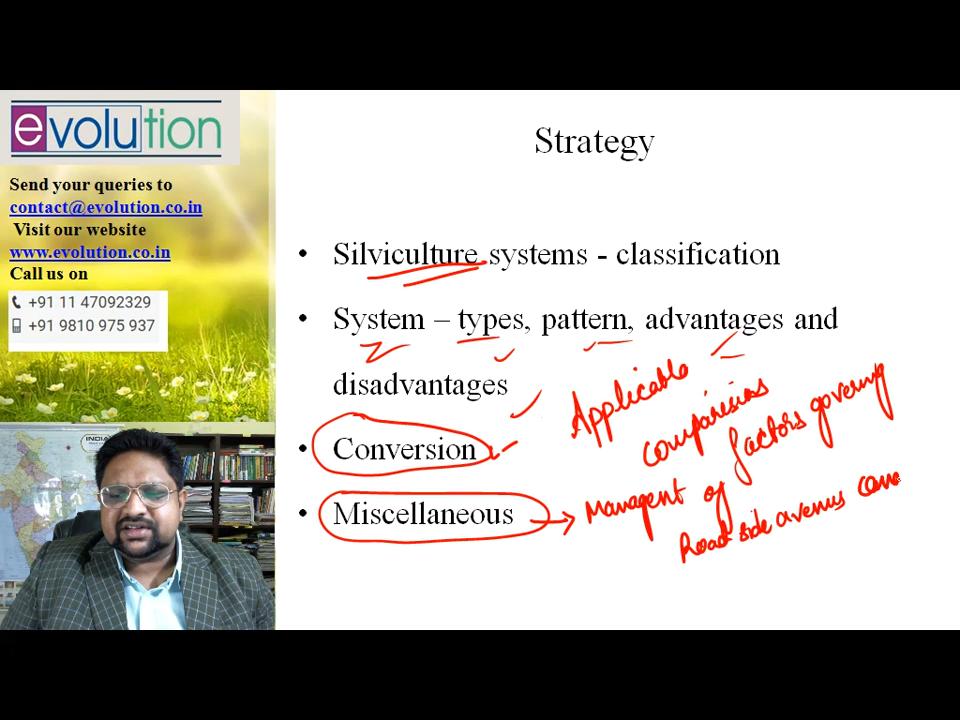 evolution
Send your queries to
contact@evolution.co.in
Visit our website
www.evolution.co.in
Call us on
+91 11 47092329
+91 9810 975 937
INDIA
Strategy
• Silviculture systems - classification
• System – types, pattern, advantages and
disadvantages
• Conversion
• Miscellaneous
Applicable
comparisions
factors governing
Managent of
Road side avenus